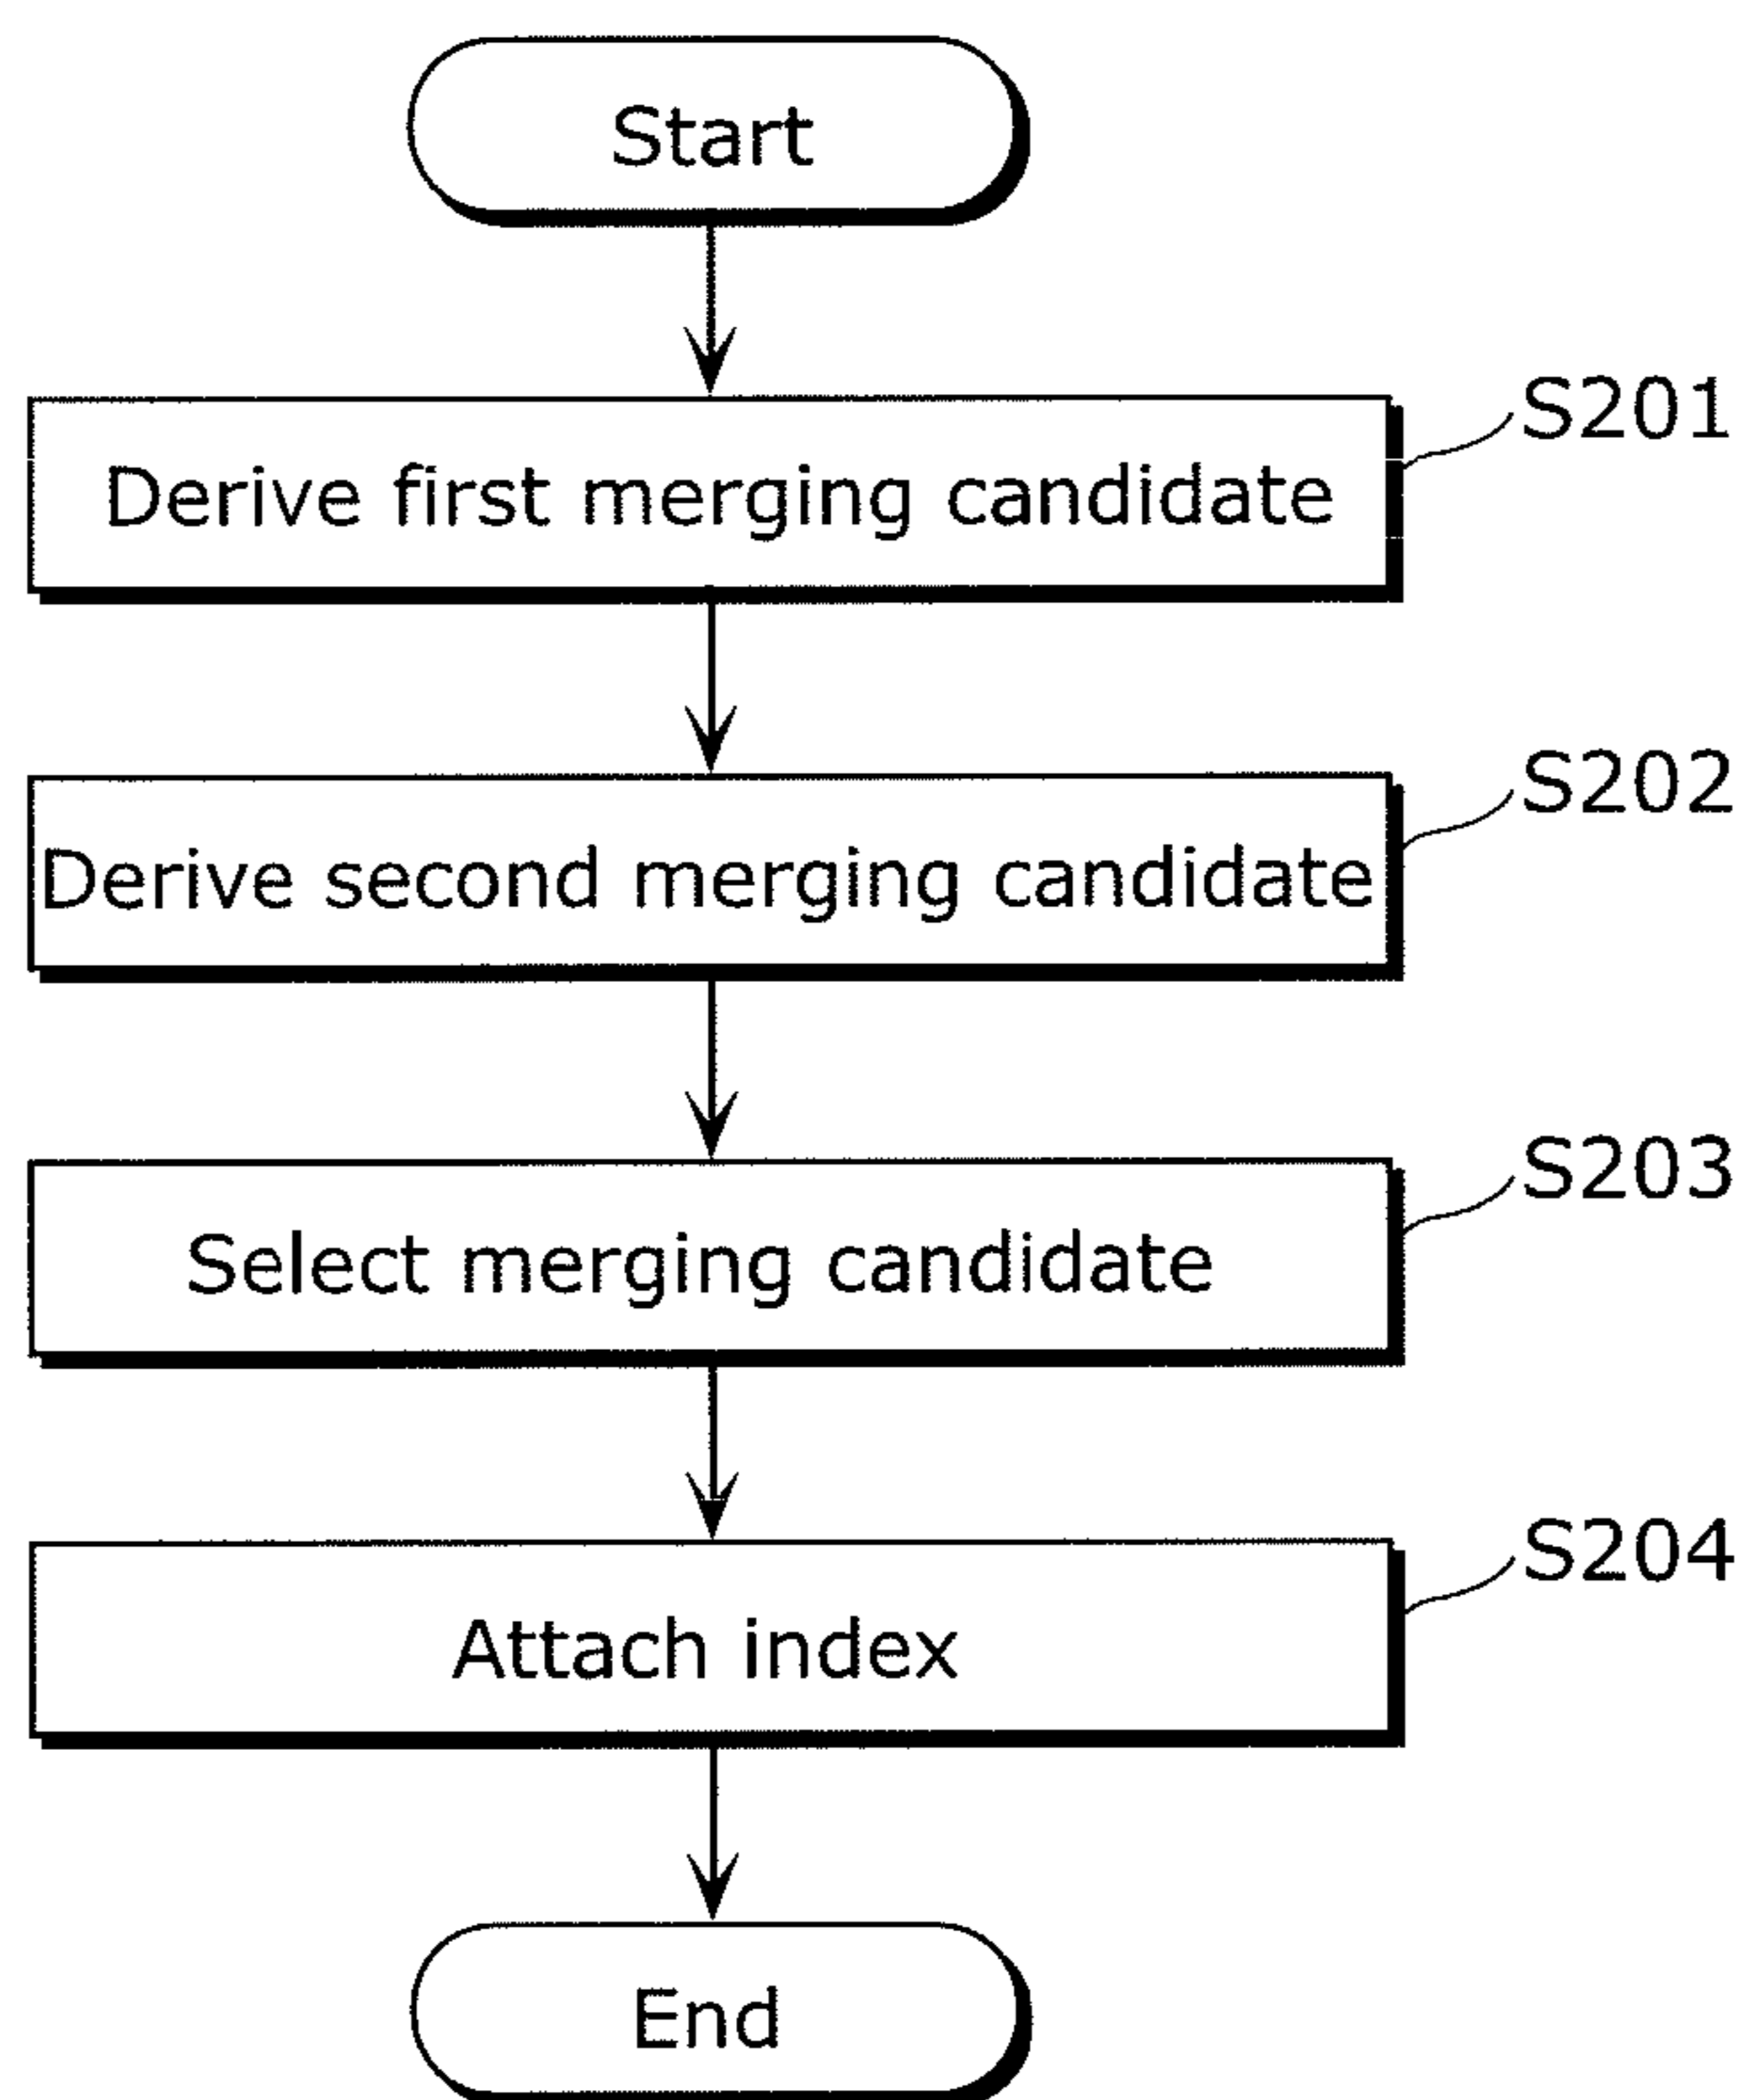 Start
S201
Derive first merging candidate
S202
Derive second merging candidate
S203
Select merging candidate
S204
Attach index
End